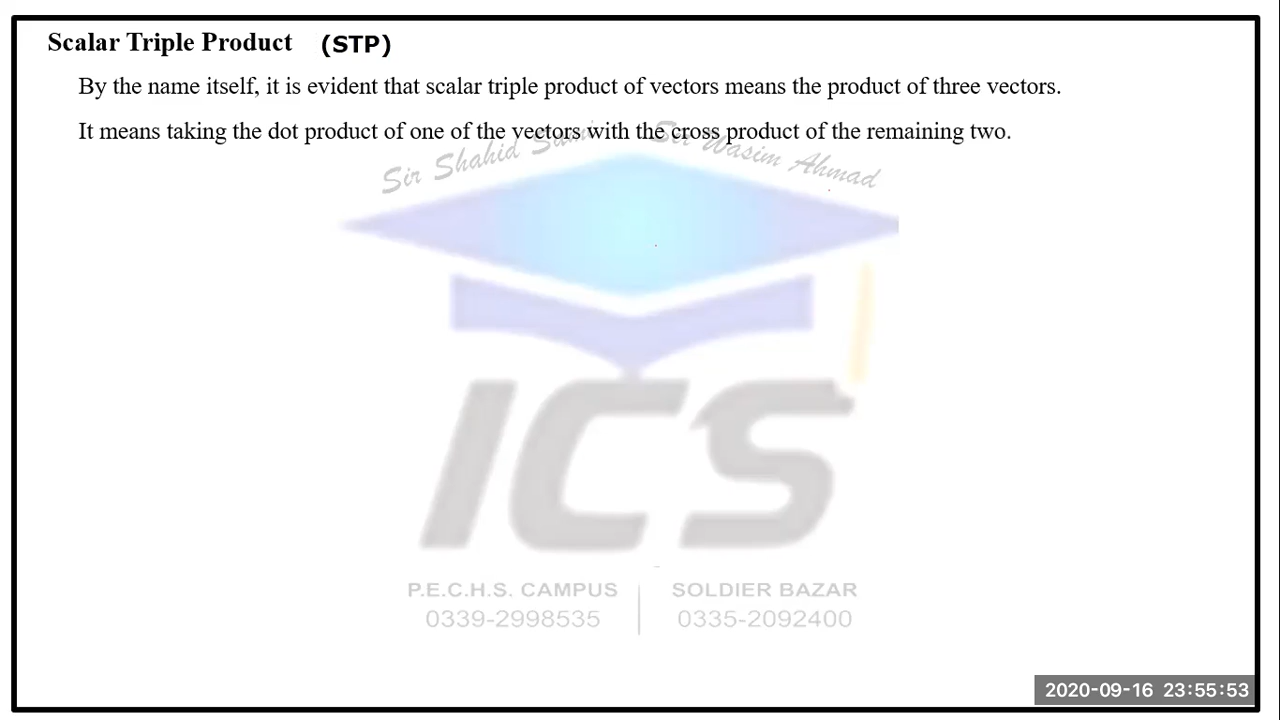 Scalar Triple Product (STP)
By the name itself, it is evident that scalar triple product of vectors means the product of three vectors.
It means taking the dot product of one of the vectors with the cross product of the remaining two.
Sir Shahid Sami Sir Wasim Ahmad
ICS
P.E.C.H.S. CAMPUS SOLDIER BAZAR
0339-2998535 0335-2092400
2020-09-16 23:55:53